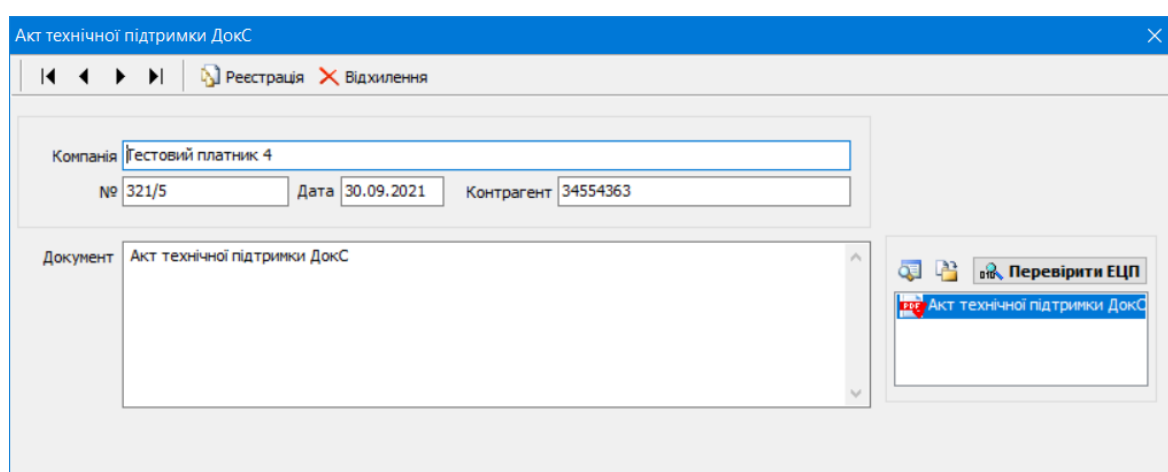 Акт технічної підтримки ДокС
Реєстрація Відхилення
Компанія Тестовий платник 4
№ 321/5 Дата 30.09.2021 Контрагент 34554363
Документ Акт технічної підтримки ДокС
Перевірити ЕЦП
Акт технічної підтримки ДокС